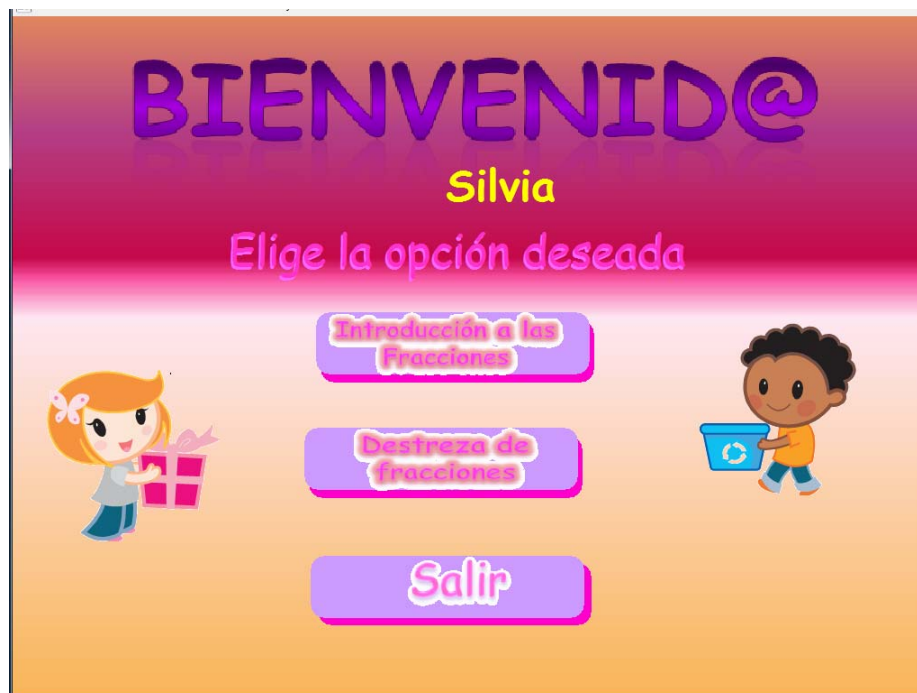 BIENVENID@
Silvia
Elige la opción deseada
Introducción a las
Fracciones
Destreza de
fracciones
Salir